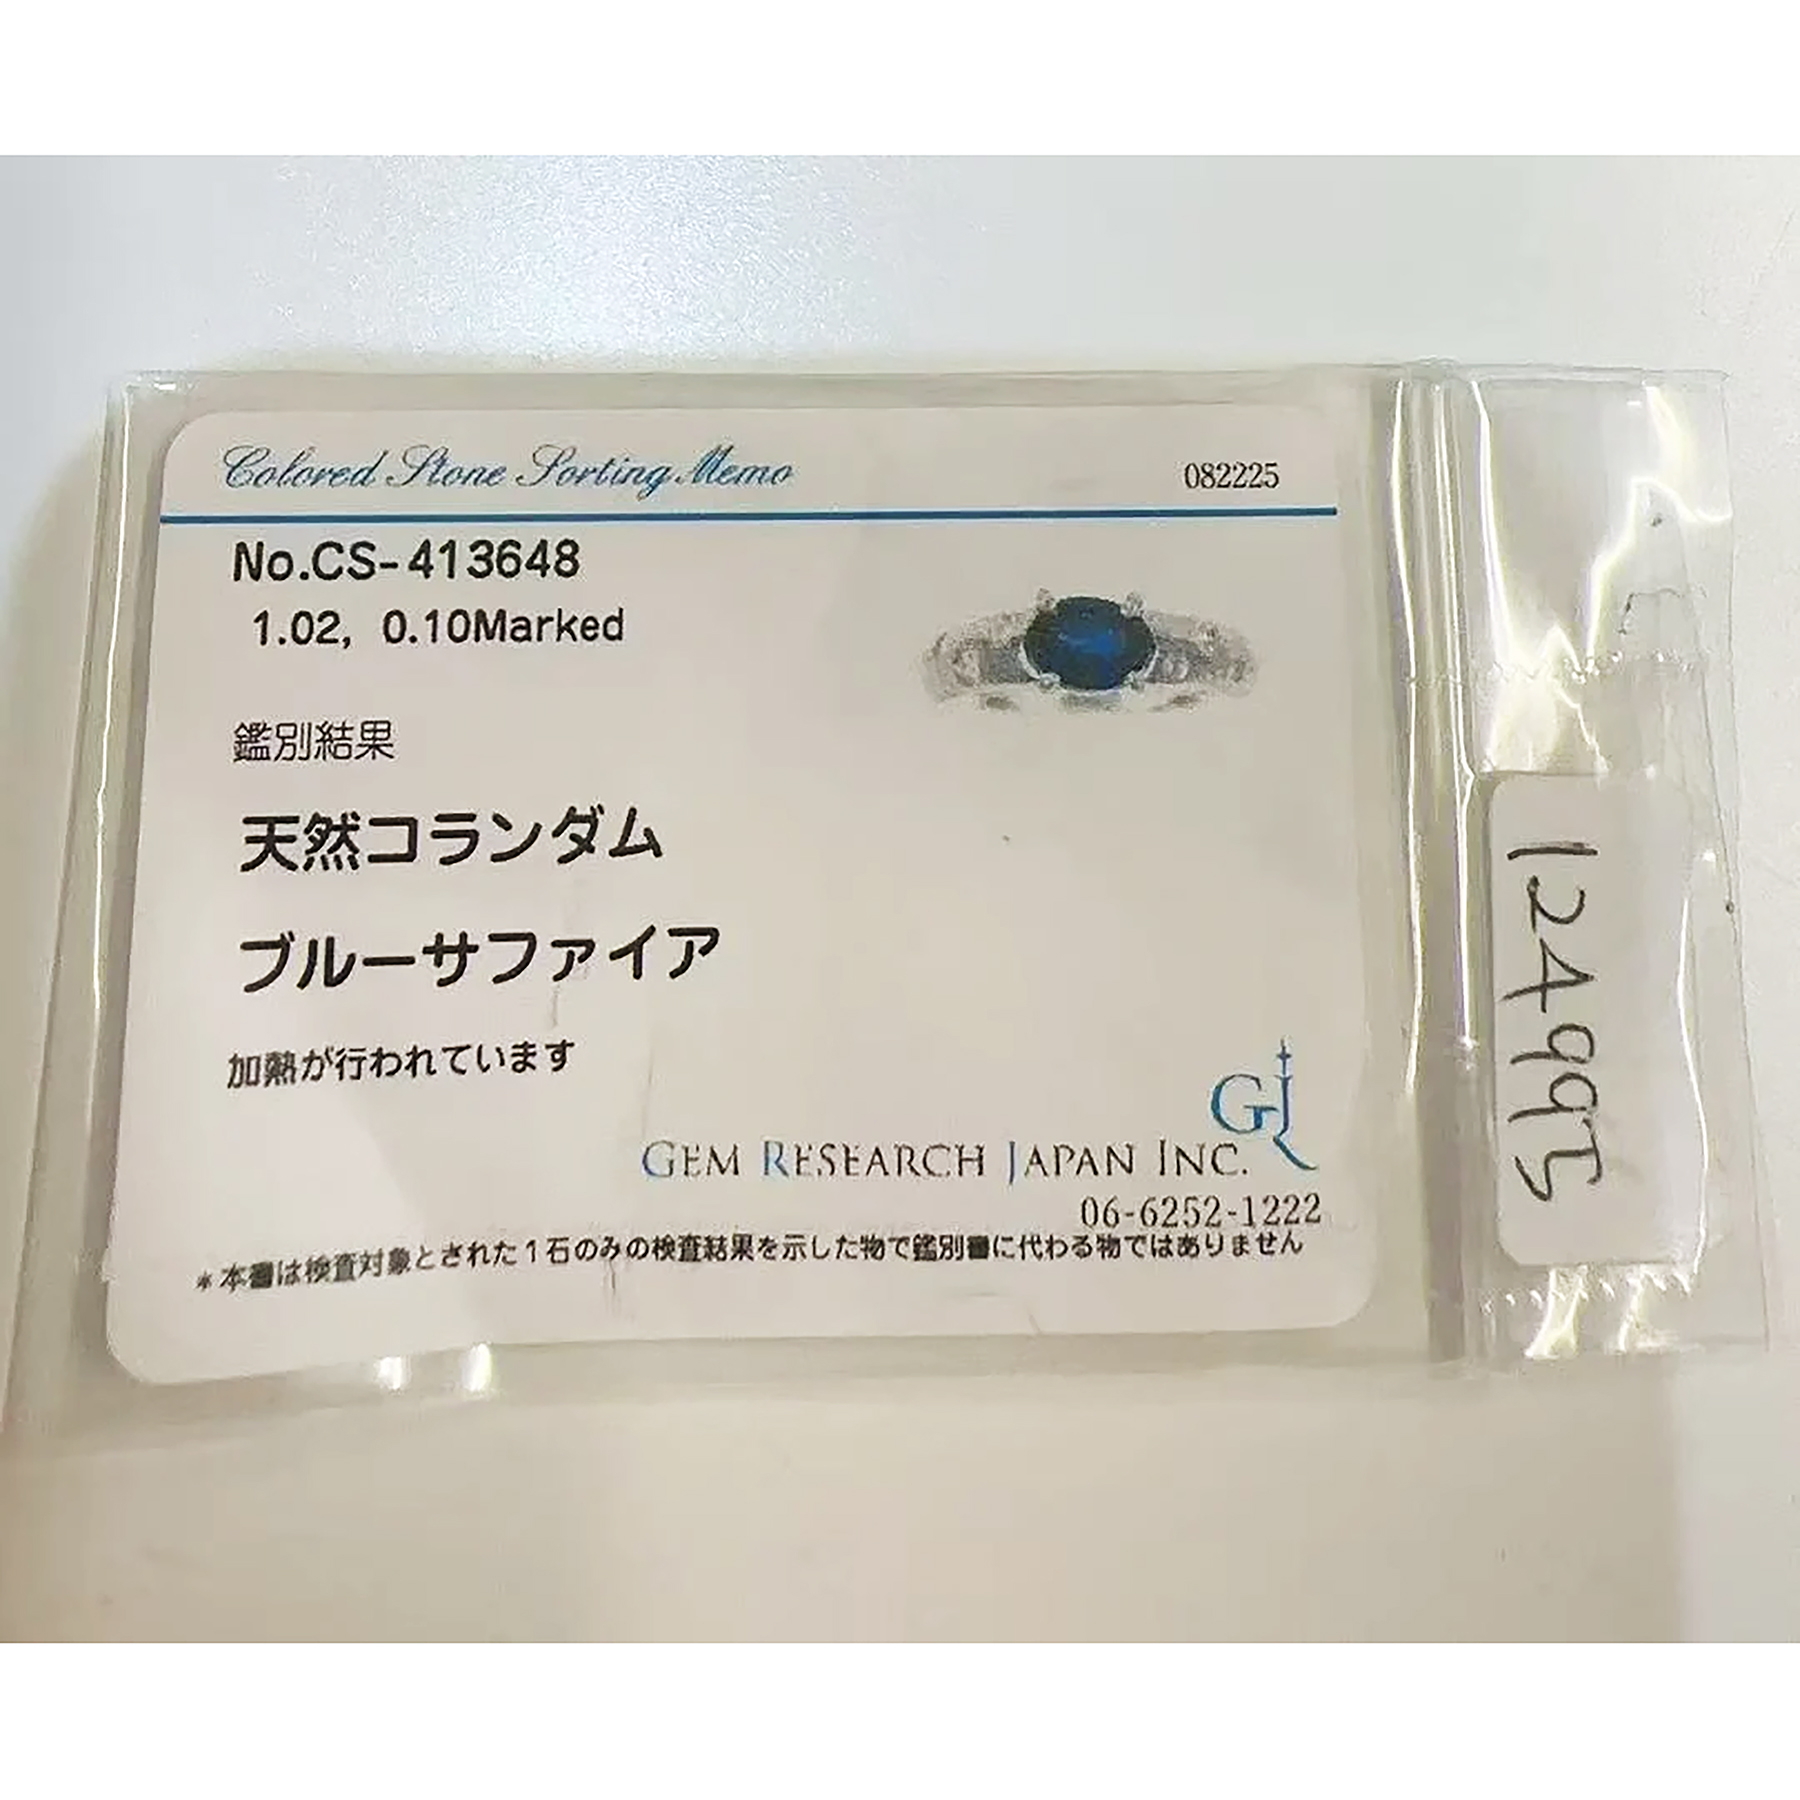 Colored Stone Sorting Memo 082225
No.CS-413648
1.02, 0.10Marked
鑑別結果
天然コランダム
ブルーサファイア
加熱が行われています
GJ
GEM RESEARCH JAPAN INC.
06-6252-1222
*本書は検査対象とされた1石のみの検査結果を示した物で鑑別書に代わる物ではありません
12A995